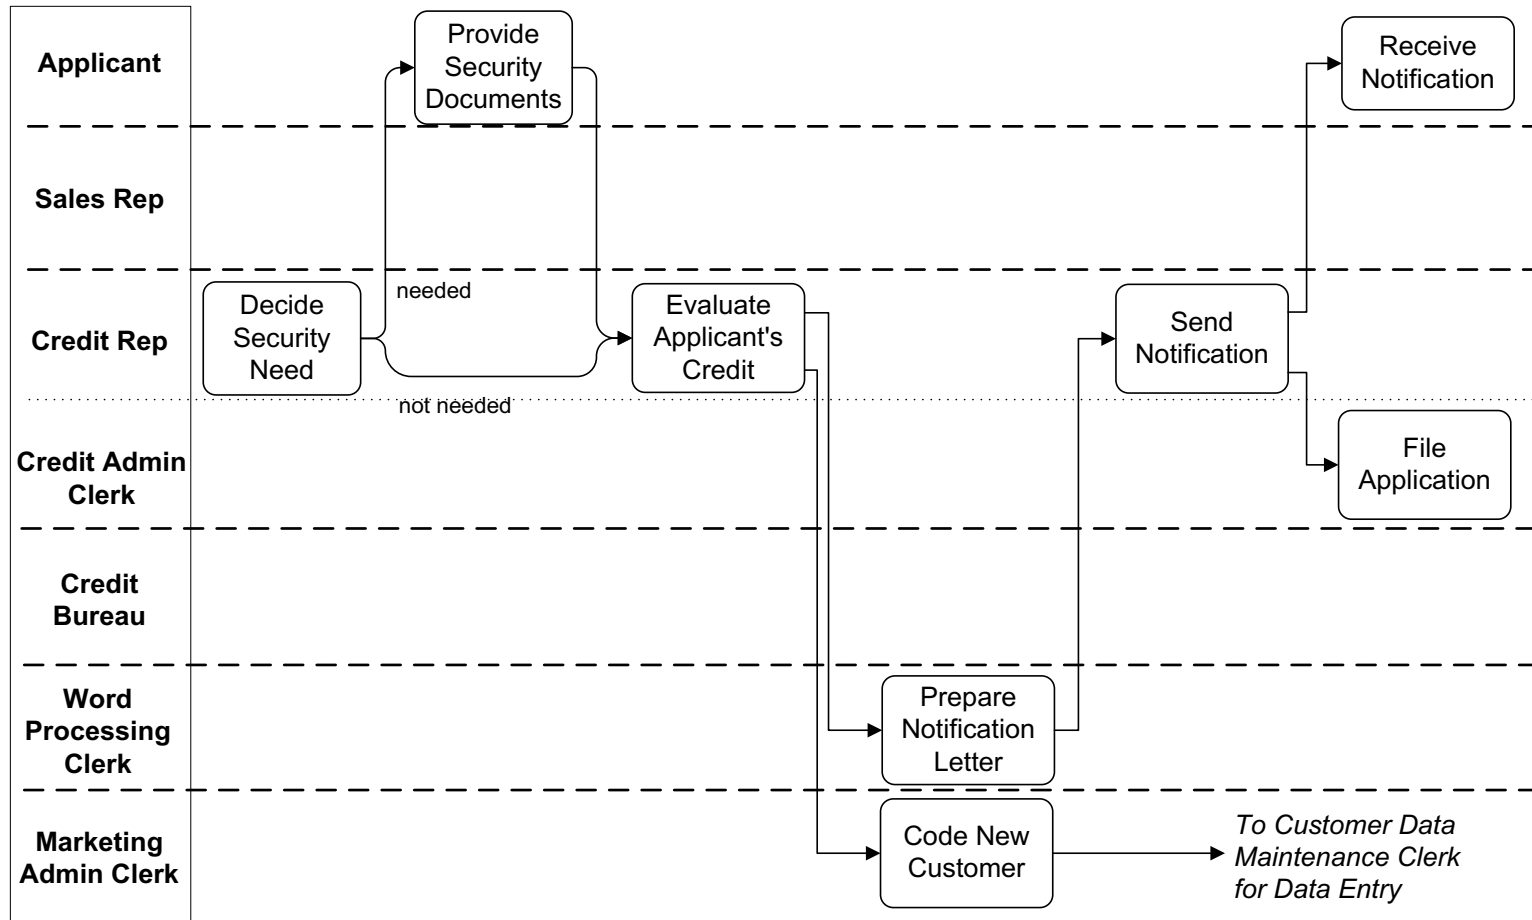 Applicant
Provide
Security
Documents
Receive
Notification
Sales Rep
Credit Rep
Decide
Security
Need
needed
not needed
Evaluate
Applicant's
Credit
Send
Notification
Credit Admin
Clerk
File
Application
Credit
Bureau
Word
Processing
Clerk
Prepare
Notification
Letter
Marketing
Admin Clerk
Code New
Customer
To Customer Data
Maintenance Clerk
for Data Entry